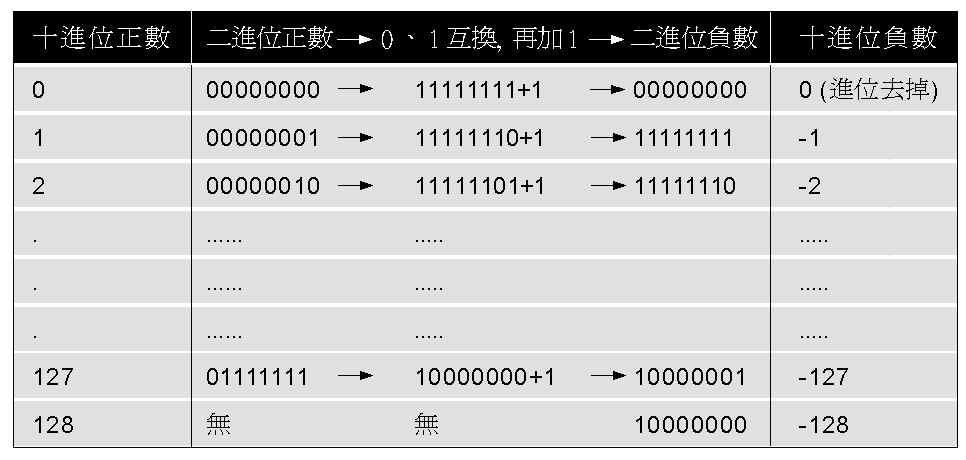 十進位正數 二進位正數→0、1互換, 再加1→二進位負數 十進位負數
0 00000000 → 11111111+1 →00000000 0 (進位去掉)
1 00000001 → 11111110+1 →11111111 -1
2 00000010 → 11111101+1 →11111110 -2
. ...... ..... .....
. ...... ..... .....
. ...... ..... .....
127 01111111 → 10000000+1 →10000001 -127
128 無 無 10000000 -128